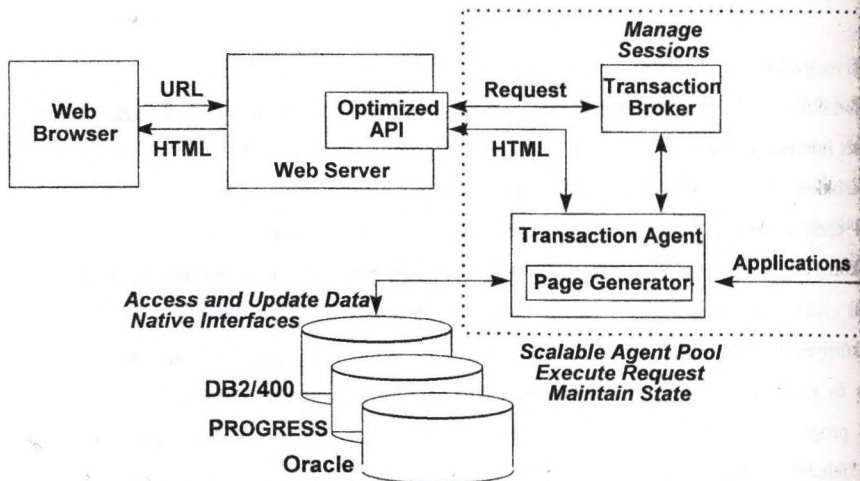 Manage
Sessions
Web
Browser
URL
HTML
Optimized
API
Web Server
Request
HTML
Transaction
Broker
Transaction Agent
Page Generator
Applications
Access and Update Data
Native Interfaces
DB2/400
PROGRESS
Oracle
Scalable Agent Pool
Execute Request
Maintain State